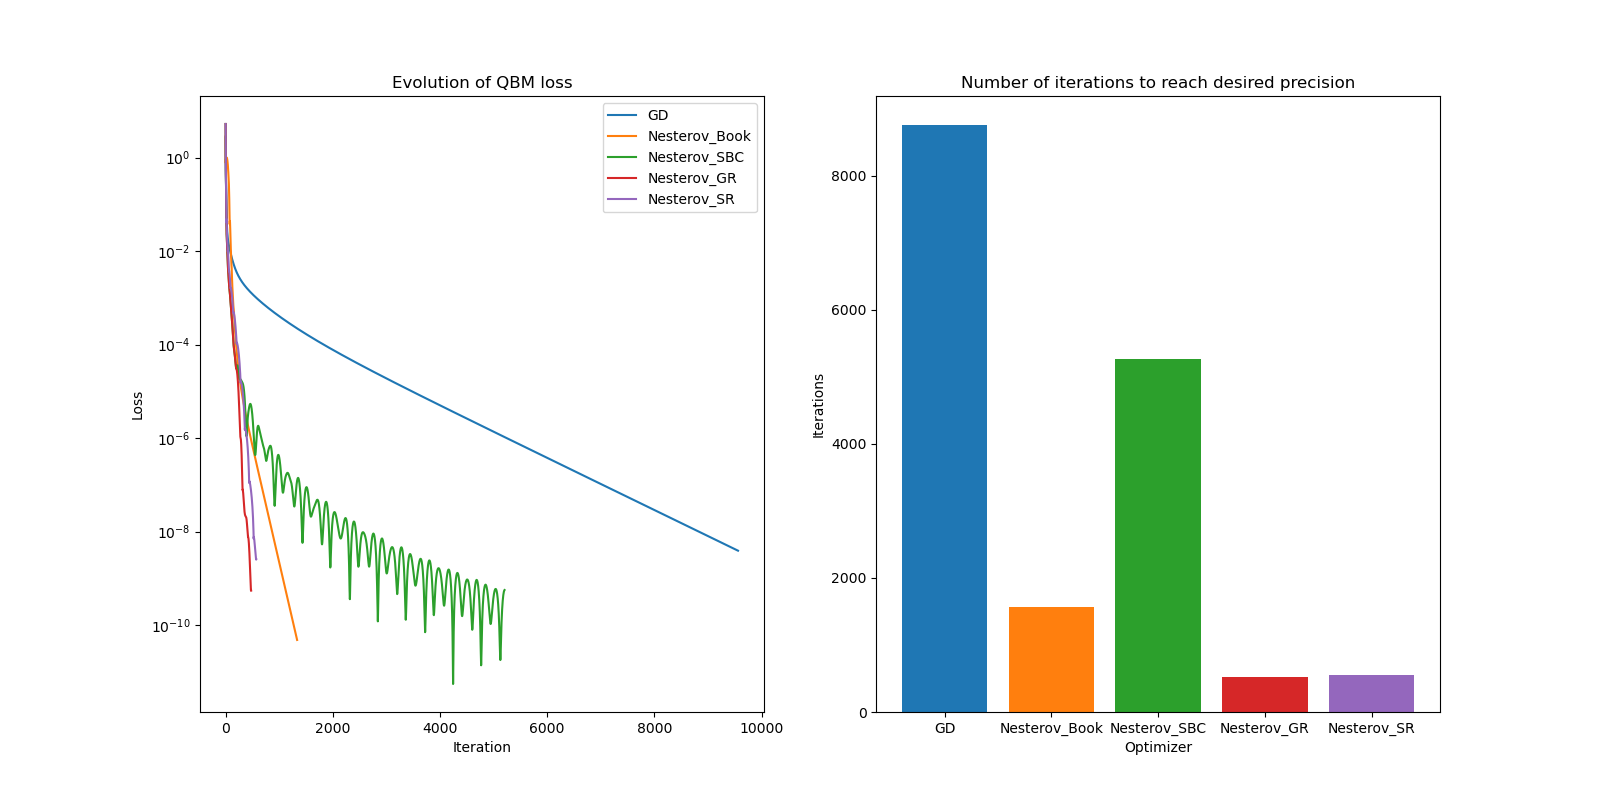 Evolution of QBM loss
GD
Nesterov_Book
Nesterov_SBC
Nesterov_GR
Nesterov_SR
10^0
10^-2
10^-4
10^-6
10^-8
10^-10
Loss
0 2000 4000 6000 8000 10000
Iteration
Number of iterations to reach desired precision
8000
6000
4000
2000
0
Iterations
GD Nesterov_Book Nesterov_SBC Nesterov_GR Nesterov_SR
Optimizer